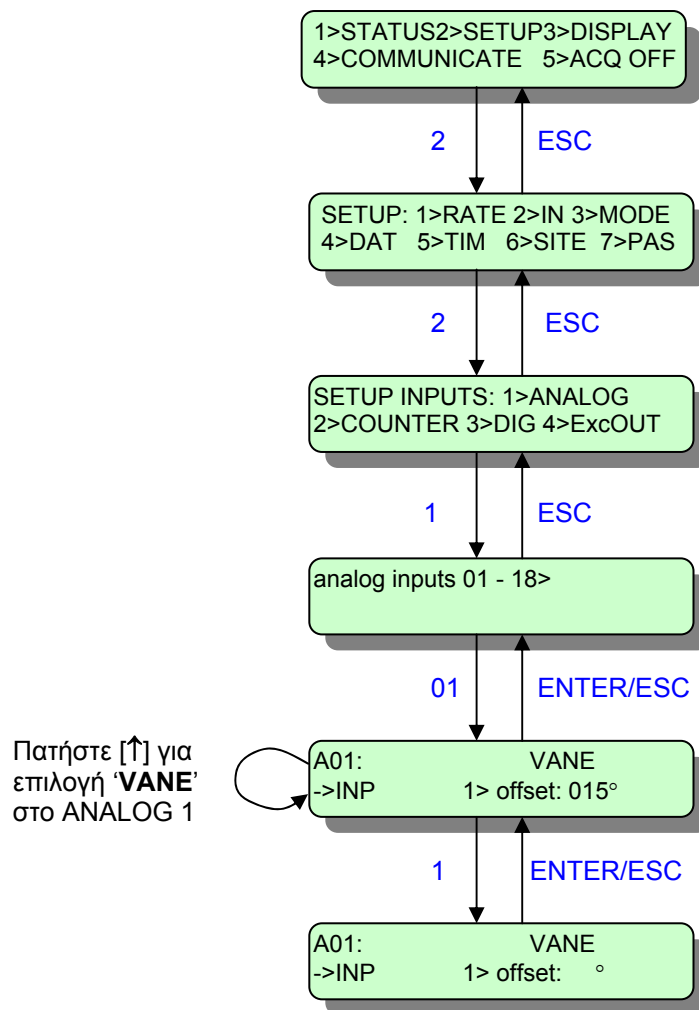 1>STATUS2>SETUP3>DISPLAY
4>COMMUNICATE 5>ACQ OFF
2
ESC
SETUP: 1>RATE 2>IN 3>MODE
4>DAT 5>TIM 6>SITE 7>PAS
2
ESC
SETUP INPUTS: 1>ANALOG
2>COUNTER 3>DIG 4>ExcOUT
1
ESC
analog inputs 01 - 18>
01
ENTER/ESC
Πατήστε [↑] για
επιλογή ‘VANE’
στο ANALOG 1
A01: VANE
->INP 1> offset: 015°
1
ENTER/ESC
A01: VANE
->INP 1> offset: °